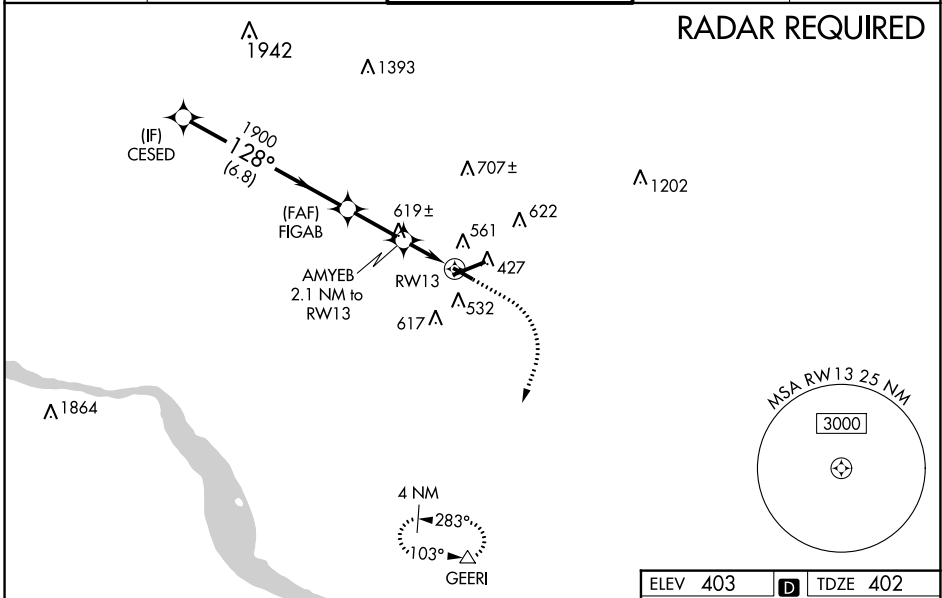 RADAR REQUIRED
1942
1393
(IF)
CESED
1900
128°
(6.8)
707±
1202
(FAF)
FIGAB
619±
622
561
427
AMYEB
2.1 NM to
RW13
RW13
532
617
MSA RW13 25 NM
3000
1864
4 NM
283°
103°
GEERI
ELEV 403 D TDZE 402